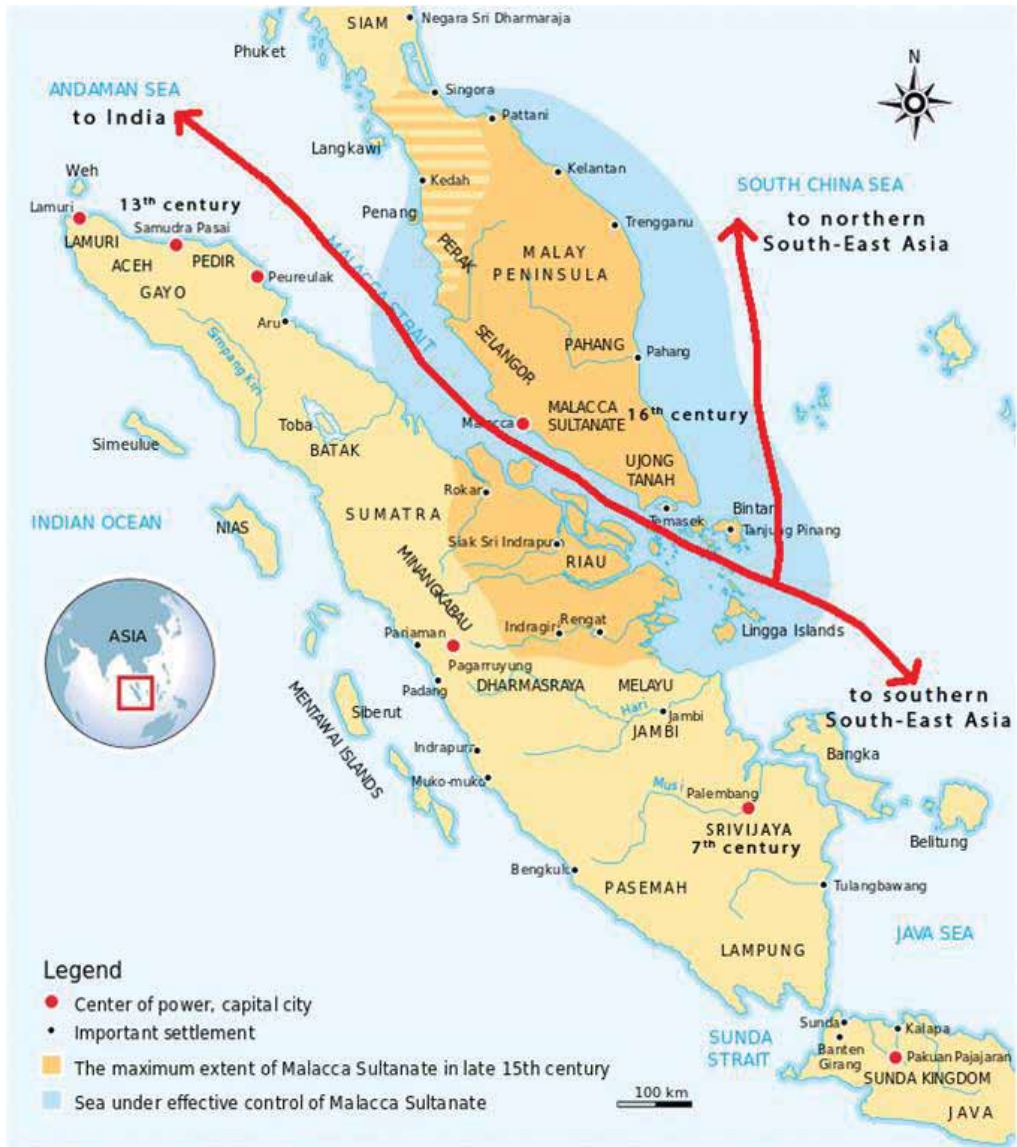 SIAM
Negara Sri Dharmaraja
Phuket
N
ANDAMAN SEA
to India
Singora
Pattani
Langkawi
Kelantan
Weh
Kedah
SOUTH CHINA SEA
to northern
South-East Asia
Lamuri
13th century
Samudra Pasai
Penang
Trengganu
LAMURI
ACEH
PEDIR
GAYO
Peureulak
MALACCA STRAIT
PERAK
MALAY
PENINSULA
Aru
Simpang Kiri
SELANGOR
PAHANG
Pahang
Toba
BATAK
Malacca
MALACCA
SULTANATE
16th century
Simeulue
UJONG
TANAH
Rokan
INDIAN OCEAN
NIAS
SUMATRA
Temasek
Bintan
Tanjung Pinang
Siak Sri Indrapura
RIAU
MINANGKABAU
ASIA
Pariaman
Indragiri
Rengat
Lingga Islands
Pagarruyung
Padang
DHARMASRAYA
MELAYU
to southern
South-East Asia
MENTAWAI ISLANDS
Siberut
Hari
Jambi
JAMBI
Indrapura
Muko-muko
Bangka
Musi
Palembang
SRIVIJAYA
7th century
Belitung
Bengkulu
PASEMAH
Tulangbawang
JAVA SEA
LAMPUNG
Legend
Center of power, capital city
Important settlement
The maximum extent of Malacca Sultanate in late 15th century
Sea under effective control of Malacca Sultanate
100 km
SUNDA
STRAIT
Sunda
Kalapa
Banten
Girang
Pakuan Pajajaran
SUNDA KINGDOM
JAVA